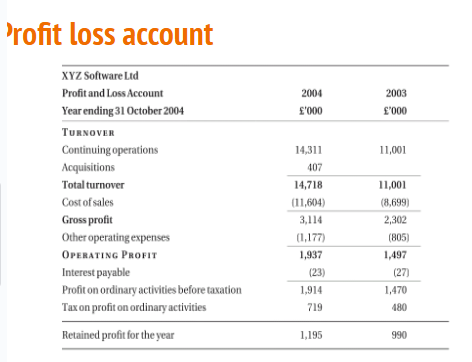 Profit loss account
XYZ Software Ltd
Profit and Loss Account 2004 2003
Year ending 31 October 2004 £'000 £'000
TURNOVER
Continuing operations 14,311 11,001
Acquisitions 407
Total turnover 14,718 11,001
Cost of sales (11,604) (8,699)
Gross profit 3,114 2,302
Other operating expenses (1,177) (805)
OPERATING PROFIT 1,937 1,497
Interest payable (23) (27)
Profit on ordinary activities before taxation 1,914 1,470
Tax on profit on ordinary activities 719 480
Retained profit for the year 1,195 990